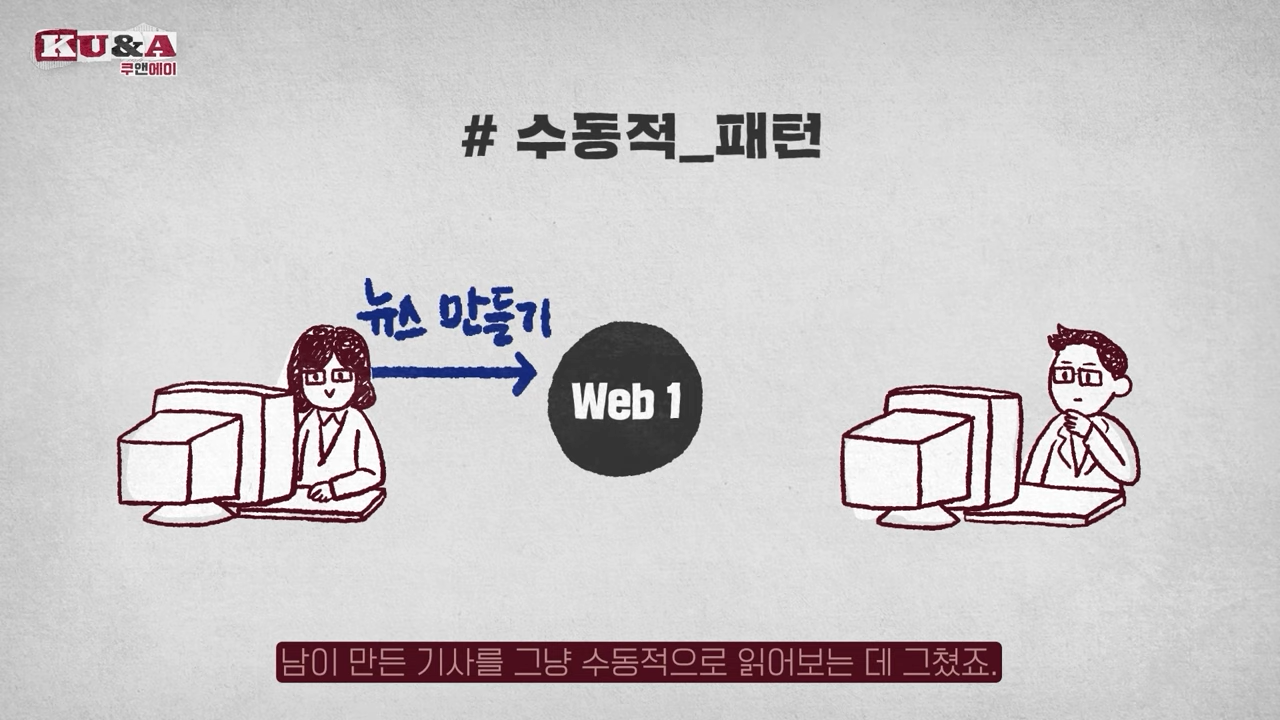 KU&A
쿠앤에이
# 수동적_패턴
뉴스 만들기
Web 1
남이 만든 기사를 그냥 수동적으로 읽어보는 데 그쳤죠.